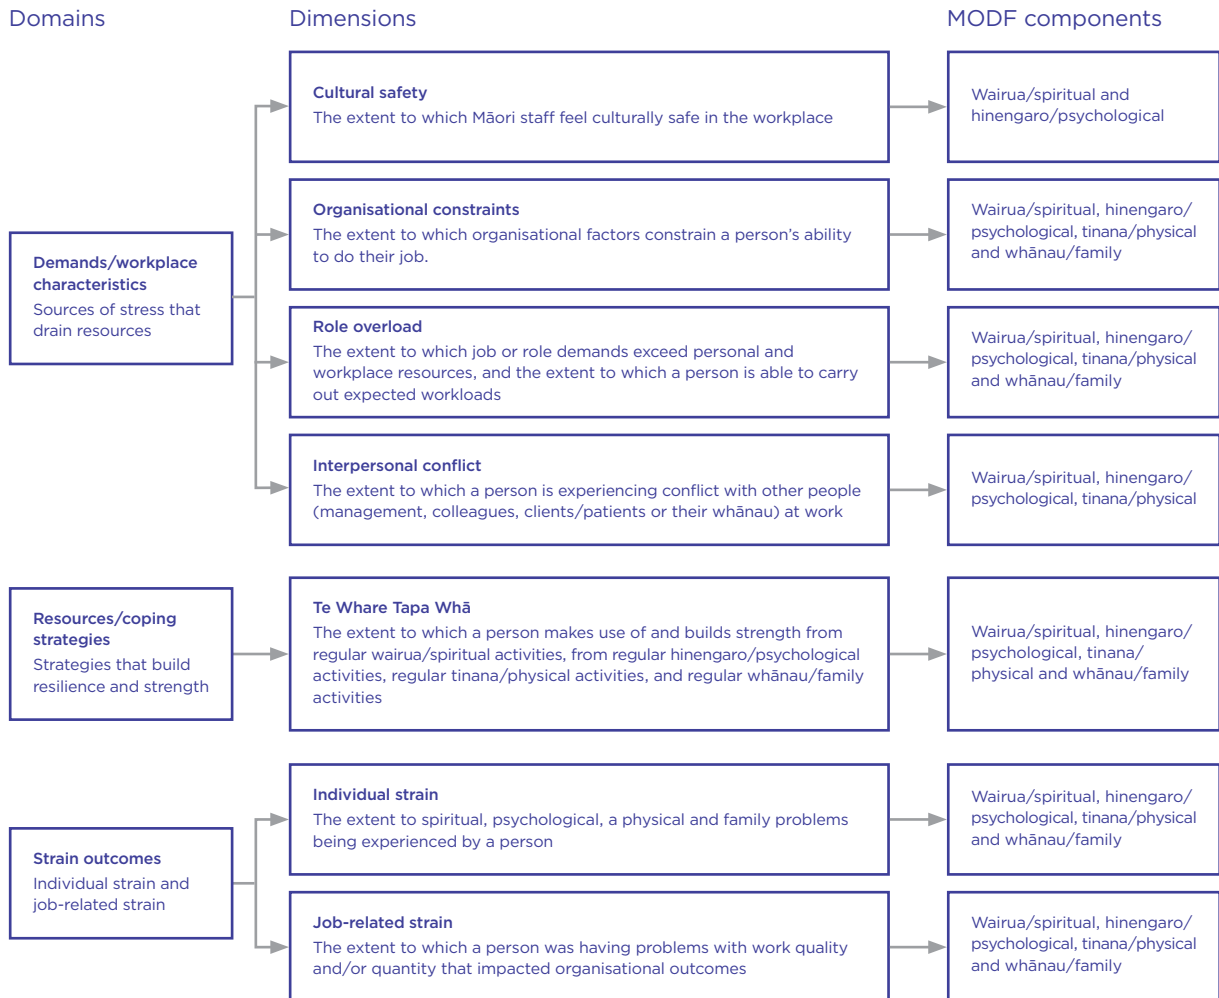 Domains
Dimensions
MODF components
Demands/workplace
characteristics
Sources of stress that
drain resources
Cultural safety
The extent to which Māori staff feel culturally safe in the workplace
Wairua/spiritual and
hinengaro/psychological
Organisational constraints
The extent to which organisational factors constrain a person’s ability
to do their job.
Wairua/spiritual, hinengaro/
psychological, tinana/physical
and whānau/family
Role overload
The extent to which job or role demands exceed personal and
workplace resources, and the extent to which a person is able to carry
out expected workloads
Wairua/spiritual, hinengaro/
psychological, tinana/physical
and whānau/family
Interpersonal conflict
The extent to which a person is experiencing conflict with other people
(management, colleagues, clients/patients or their whānau) at work
Wairua/spiritual, hinengaro/
psychological, tinana/physical
Resources/coping
strategies
Strategies that build
resilience and strength
Te Whare Tapa Whā
The extent to which a person makes use of and builds strength from
regular wairua/spiritual activities, from regular hinengaro/psychological
activities, regular tinana/physical activities, and regular whānau/family
activities
Wairua/spiritual, hinengaro/
psychological, tinana/
physical and whānau/family
Strain outcomes
Individual strain and
job-related strain
Individual strain
The extent to spiritual, psychological, a physical and family problems
being experienced by a person
Wairua/spiritual, hinengaro/
psychological, tinana/physical
and whānau/family
Job-related strain
The extent to which a person was having problems with work quality
and/or quantity that impacted organisational outcomes
Wairua/spiritual, hinengaro/
psychological, tinana/physical
and whānau/family